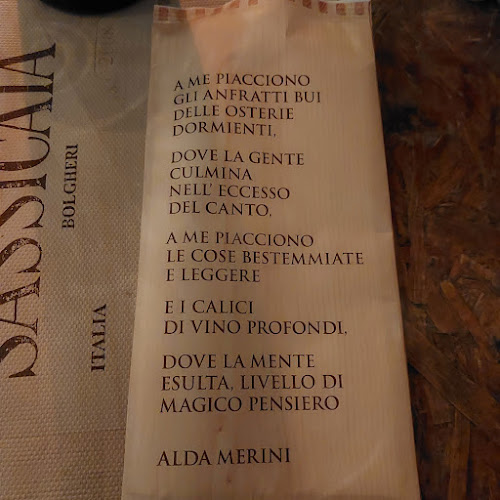 SASSICAIA
BOLGHERI
ITALIA
A ME PIACCIONO
GLI ANFRATTI BUI
DELLE OSTERIE
DORMIENTI,
DOVE LA GENTE
CULMINA
NELL' ECCESSO
DEL CANTO,
A ME PIACCIONO
LE COSE BESTEMMIATE
E LEGGERE
E I CALICI
DI VINO PROFONDI,
DOVE LA MENTE
ESULTA, LIVELLO DI
MAGICO PENSIERO
ALDA MERINI